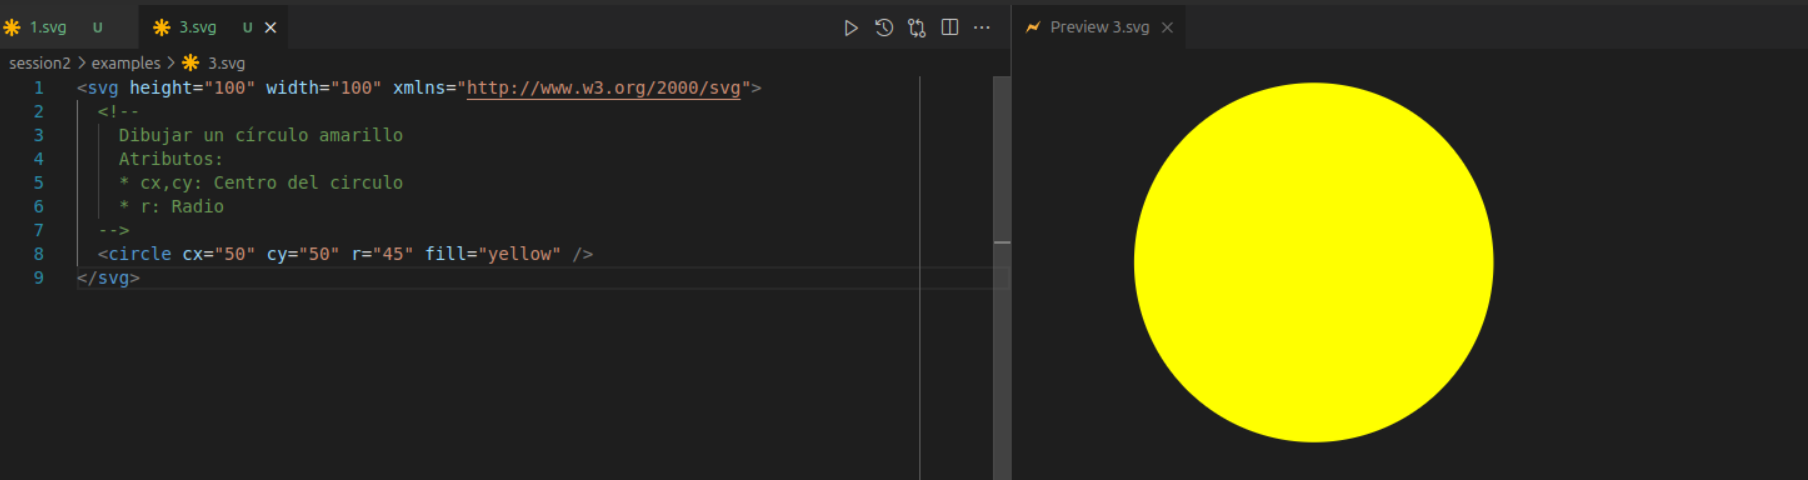 1.svg U 3.svg U
Preview 3.svg
session2 > examples > 3.svg
1 <svg height="100" width="100" xmlns="http://www.w3.org/2000/svg">
2 <!--
3 Dibujar un círculo amarillo
4 Atributos:
5 * cx,cy: Centro del circulo
6 * r: Radio
7 -->
8 <circle cx="50" cy="50" r="45" fill="yellow" />
9 </svg>